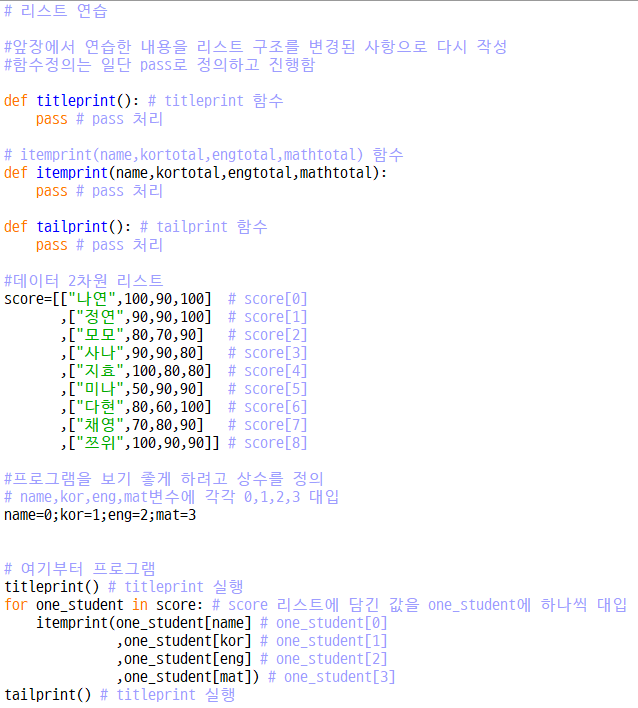 # 리스트 연습
#앞장에서 연습한 내용을 리스트 구조를 변경된 사항으로 다시 작성
#함수정의는 일단 pass로 정의하고 진행함
def titleprint(): # titleprint 함수
    pass # pass 처리
# itemprint(name,kortotal,engtotal,mathtotal) 함수
def itemprint(name,kortotal,engtotal,mathtotal):
    pass # pass 처리
def tailprint(): # tailprint 함수
    pass # pass 처리
#데이터 2차원 리스트
score=[["나연",100,90,100]  # score[0]
       ,["정연",90,90,100]  # score[1]
       ,["모모",80,70,90]   # score[2]
       ,["사나",90,90,80]   # score[3]
       ,["지효",100,80,80]  # score[4]
       ,["미나",50,90,90]   # score[5]
       ,["다현",80,60,100]  # score[6]
       ,["채영",70,80,90]   # score[7]
       ,["쯔위",100,90,90]] # score[8]
#프로그램을 보기 좋게 하려고 상수를 정의
# name,kor,eng,mat변수에 각각 0,1,2,3 대입
name=0;kor=1;eng=2;mat=3
# 여기부터 프로그램
titleprint() # titleprint 실행
for one_student in score: # score 리스트에 담긴 값을 one_student에 하나씩 대입
    itemprint(one_student[name] # one_student[0]
              ,one_student[kor] # one_student[1]
              ,one_student[eng] # one_student[2]
              ,one_student[mat]) # one_student[3]
tailprint() # titleprint 실행